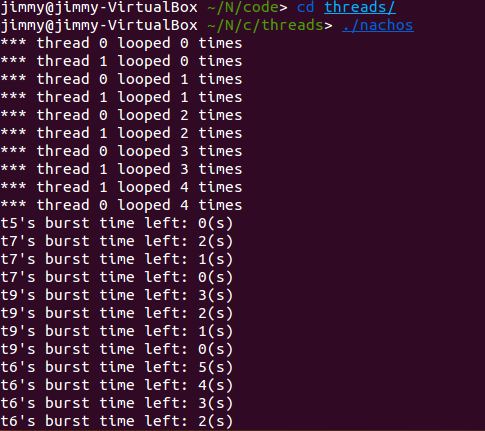 jimmy@jimmy-VirtualBox ~/N/code> cd threads/
jimmy@jimmy-VirtualBox ~/N/c/threads> ./nachos
*** thread 0 looped 0 times
*** thread 1 looped 0 times
*** thread 0 looped 1 times
*** thread 1 looped 1 times
*** thread 0 looped 2 times
*** thread 1 looped 2 times
*** thread 0 looped 3 times
*** thread 1 looped 3 times
*** thread 1 looped 4 times
*** thread 0 looped 4 times
t5's burst time left: 0(s)
t7's burst time left: 2(s)
t7's burst time left: 1(s)
t7's burst time left: 0(s)
t9's burst time left: 3(s)
t9's burst time left: 2(s)
t9's burst time left: 1(s)
t9's burst time left: 0(s)
t6's burst time left: 5(s)
t6's burst time left: 4(s)
t6's burst time left: 3(s)
t6's burst time left: 2(s)